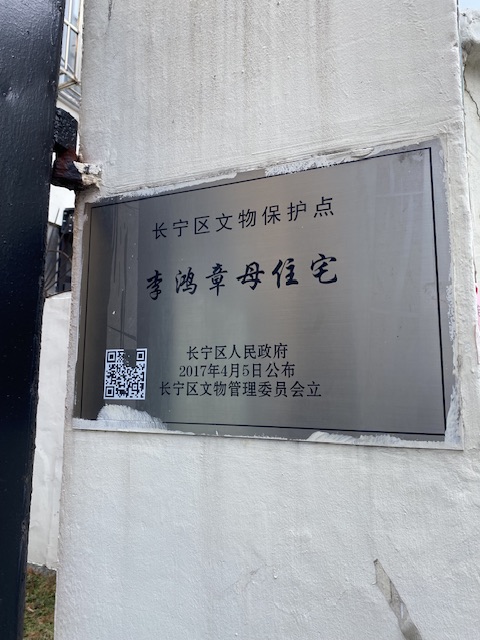 长宁区文物保护点
李鸿章母住宅
长宁区人民政府
2017年4月5日公布
长宁区文物管理委员会立